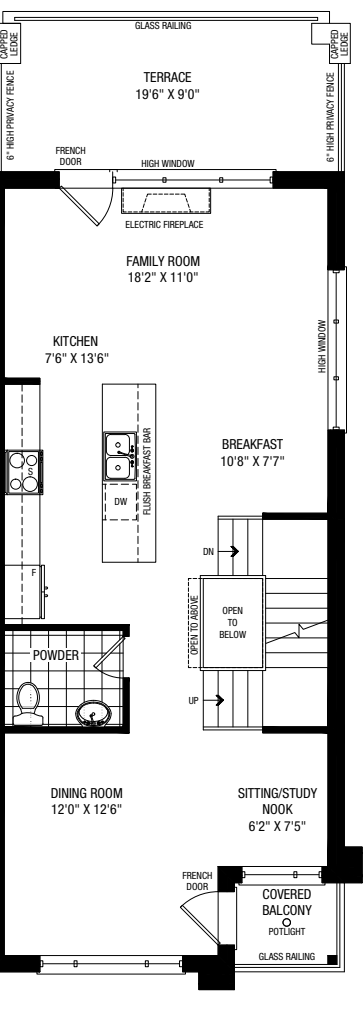 GLASS RAILING
CAPPED
LEDGE
CAPPED
LEDGE
TERRACE
19'6" X 9'0"
6" HIGH PRIVACY FENCE
6" HIGH PRIVACY FENCE
FRENCH
DOOR
HIGH WINDOW
ELECTRIC FIREPLACE
FAMILY ROOM
18'2" X 11'0"
HIGH WINDOW
KITCHEN
7'6" X 13'6"
BREAKFAST
10'8" X 7'7"
S
DW
FLUSH BREAKFAST BAR
DN
F
OPEN TO ABOVE
OPEN
TO
BELOW
POWDER
UP
DINING ROOM
12'0" X 12'6"
SITTING/STUDY
NOOK
6'2" X 7'5"
FRENCH
DOOR
COVERED
BALCONY
POTLIGHT
GLASS RAILING